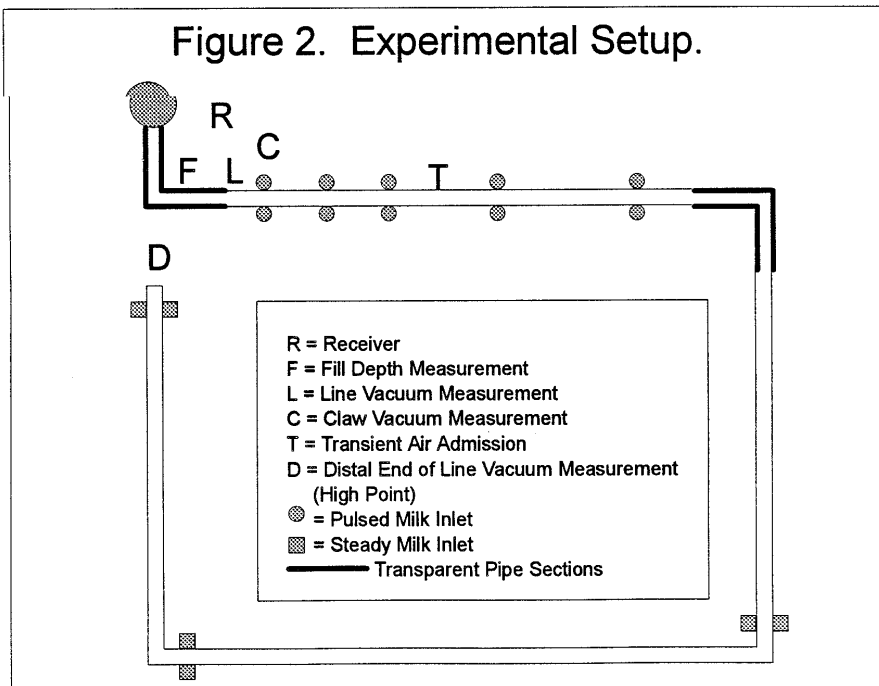 Figure 2. Experimental Setup.
R
C
F L
T
D
R = Receiver
F = Fill Depth Measurement
L = Line Vacuum Measurement
C = Claw Vacuum Measurement
T = Transient Air Admission
D = Distal End of Line Vacuum Measurement
(High Point)
= Pulsed Milk Inlet
= Steady Milk Inlet
Transparent Pipe Sections